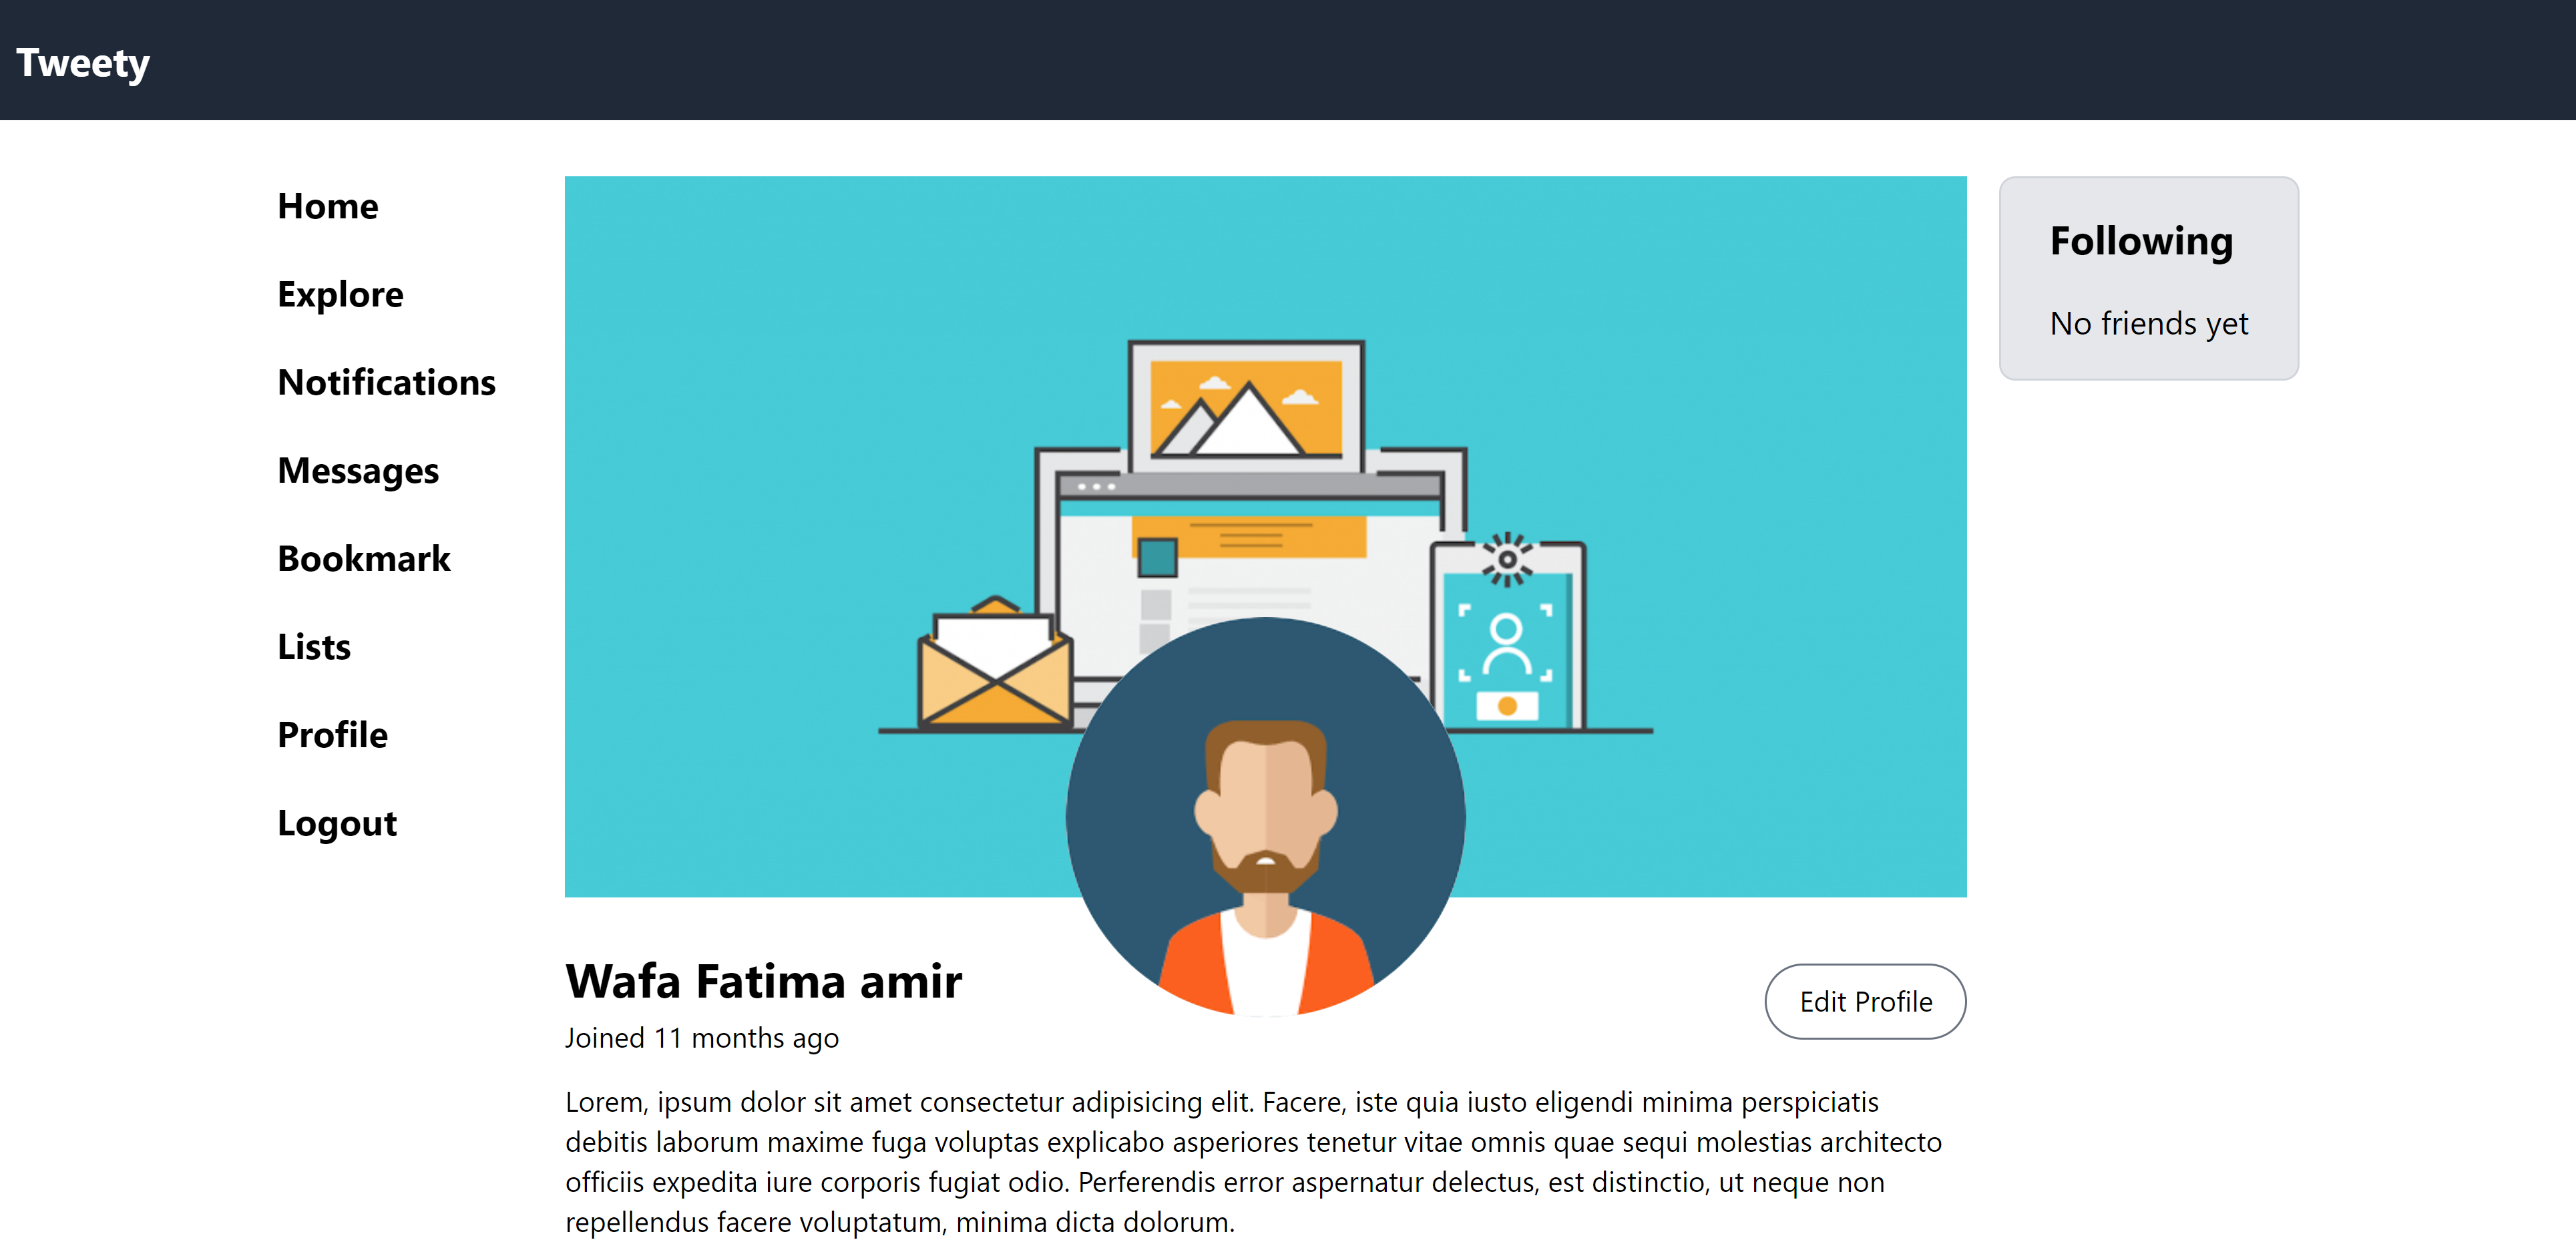 Tweety
Home
Explore
Notifications
Messages
Bookmark
Lists
Profile
Logout
Following
No friends yet
Wafa Fatima amir
Joined 11 months ago
Edit Profile
Lorem, ipsum dolor sit amet consectetur adipisicing elit. Facere, iste quia iusto eligendi minima perspiciatis
debitis laborum maxime fuga voluptas explicabo asperiores tenetur vitae omnis quae sequi molestias architecto
officiis expedita iure corporis fugiat odio. Perferendis error aspernatur delectus, est distinctio, ut neque non
repellendus facere voluptatum, minima dicta dolorum.